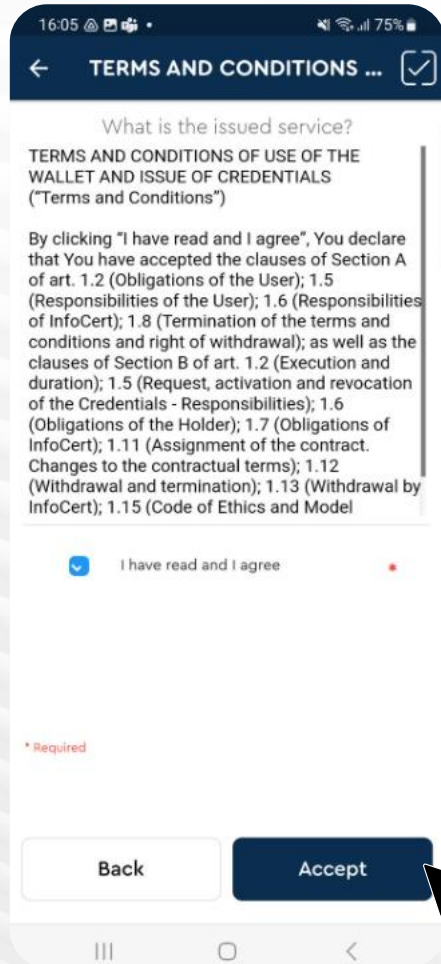 16:05
75%
TERMS AND CONDITIONS ...
What is the issued service?
TERMS AND CONDITIONS OF USE OF THE
WALLET AND ISSUE OF CREDENTIALS
("Terms and Conditions")
By clicking "I have read and I agree", You declare
that You have accepted the clauses of Section A
of art. 1.2 (Obligations of the User); 1.5
(Responsibilities of the User); 1.6 (Responsibilities
of InfoCert); 1.8 (Termination of the terms and
conditions and right of withdrawal); as well as the
clauses of Section B of art. 1.2 (Execution and
duration); 1.5 (Request, activation and revocation
of the Credentials - Responsibilities); 1.6
(Obligations of the Holder); 1.7 (Obligations of
InfoCert); 1.11 (Assignment of the contract.
Changes to the contractual terms); 1.12
(Withdrawal and termination); 1.13 (Withdrawal by
InfoCert); 1.15 (Code of Ethics and Model
I have read and I agree *
* Required
Back
Accept